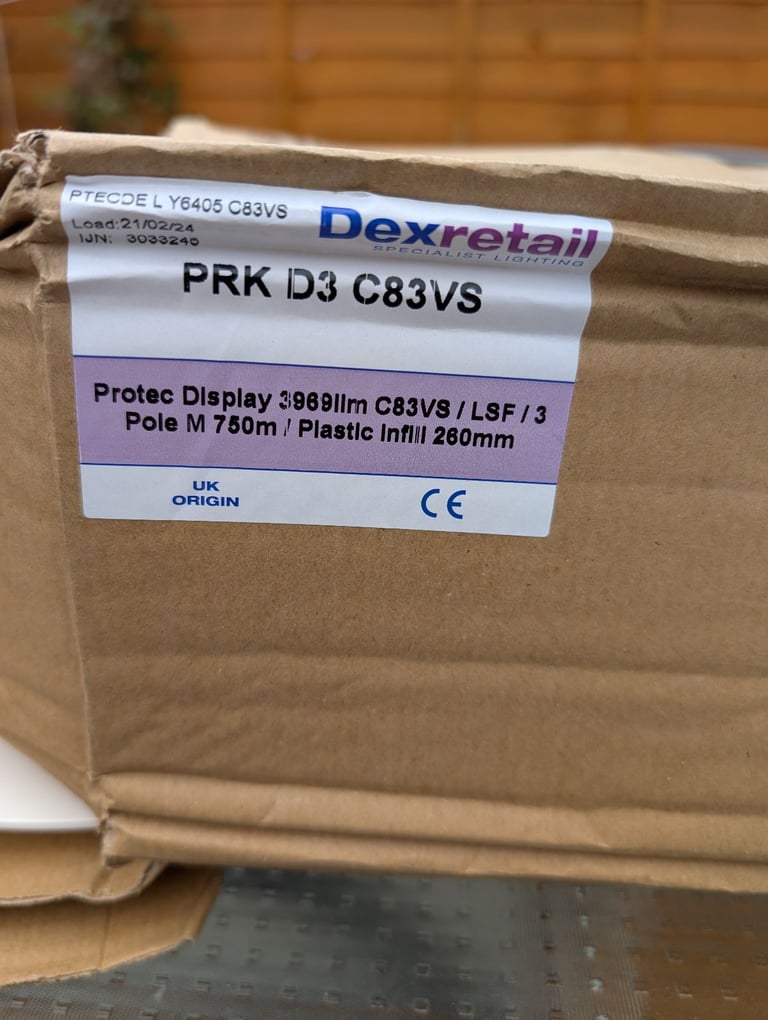 PTECDE L Y6405 C83VS
Load:21/02/24
IJN: 3033245
Dexretail
SPECIALIST LIGHTING
PRK D3 C83VS
Protec Display 3969llm C83VS / LSF / 3
Pole M 750m / Plastic Infill 260mm
UK
ORIGIN
CE